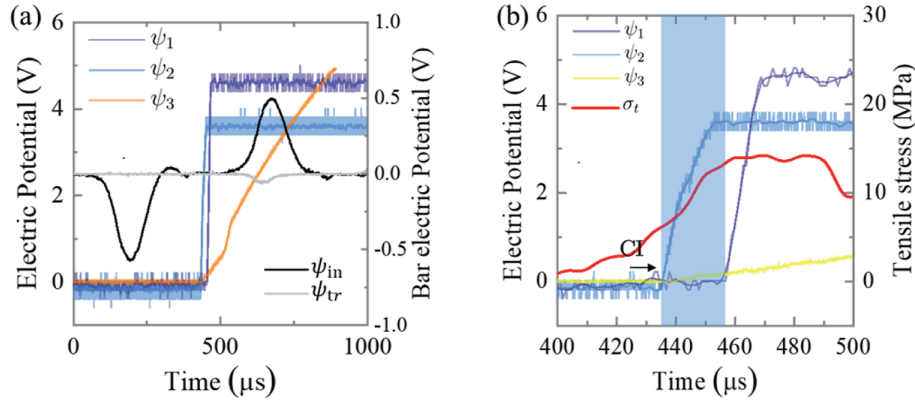 (a)
6
4
2
0
Electric Potential (V)
ψ1
ψ2
ψ3
ψin
ψtr
1.0
0.5
0.0
-0.5
-1.0
Bar electric Potential (V)
0
500
1000
Time (μs)
(b)
6
4
2
0
Electric Potential (V)
ψ1
ψ2
ψ3
σt
CI
30
20
10
0
Tensile stress (MPa)
400
420
440
460
480
500
Time (μs)